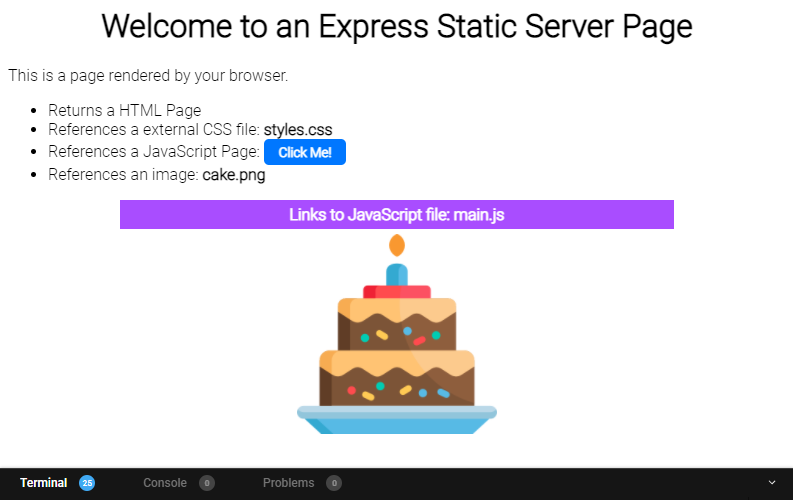 Welcome to an Express Static Server Page
This is a page rendered by your browser.
Returns a HTML Page
References a external CSS file: styles.css
References a JavaScript Page: Click Me!
References an image: cake.png
Links to JavaScript file: main.js
Terminal 25 Console 0 Problems 0